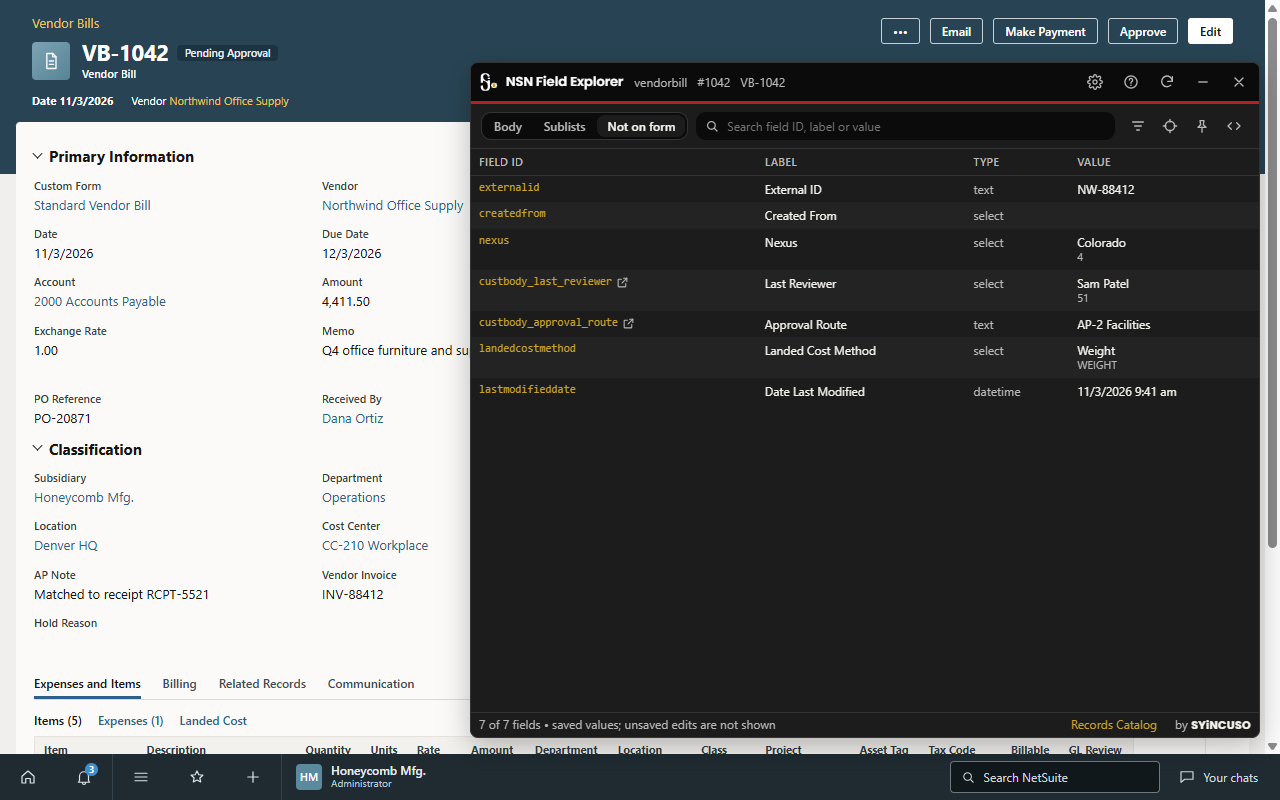 Vendor Bills
VB-1042 Pending Approval
Vendor Bill
Date 11/3/2026 Vendor Northwind Office Supply
••• Email Make Payment Approve Edit
Primary Information
Custom Form Vendor
Standard Vendor Bill Northwind Office Supply
Date Due Date
11/3/2026 12/3/2026
Account Amount
2000 Accounts Payable 4,411.50
Exchange Rate Memo
1.00 Q4 office furniture and su
PO Reference Received By
PO-20871 Dana Ortiz
Classification
Subsidiary Department
Honeycomb Mfg. Operations
Location Cost Center
Denver HQ CC-210 Workplace
AP Note Vendor Invoice
Matched to receipt RCPT-5521 INV-88412
Hold Reason
Expenses and Items Billing Related Records Communication
Items (5) Expenses (1) Landed Cost
Item Description Quantity Units Rate Amount Department Location Class Project Asset Tag Tax Code Billable GL Review
NSN Field Explorer vendorbill #1042 VB-1042
Body Sublists Not on form Search field ID, label or value
FIELD ID LABEL TYPE VALUE
externalid External ID text NW-88412
createdfrom Created From select
nexus Nexus select Colorado
4
custbody_last_reviewer Last Reviewer select Sam Patel
51
custbody_approval_route Approval Route text AP-2 Facilities
landedcostmethod Landed Cost Method select Weight
WEIGHT
lastmodifieddate Date Last Modified datetime 11/3/2026 9:41 am
7 of 7 fields • saved values; unsaved edits are not shown Records Catalog by SYiNCUSO
3
HM Honeycomb Mfg.
Administrator
Search NetSuite Your chats